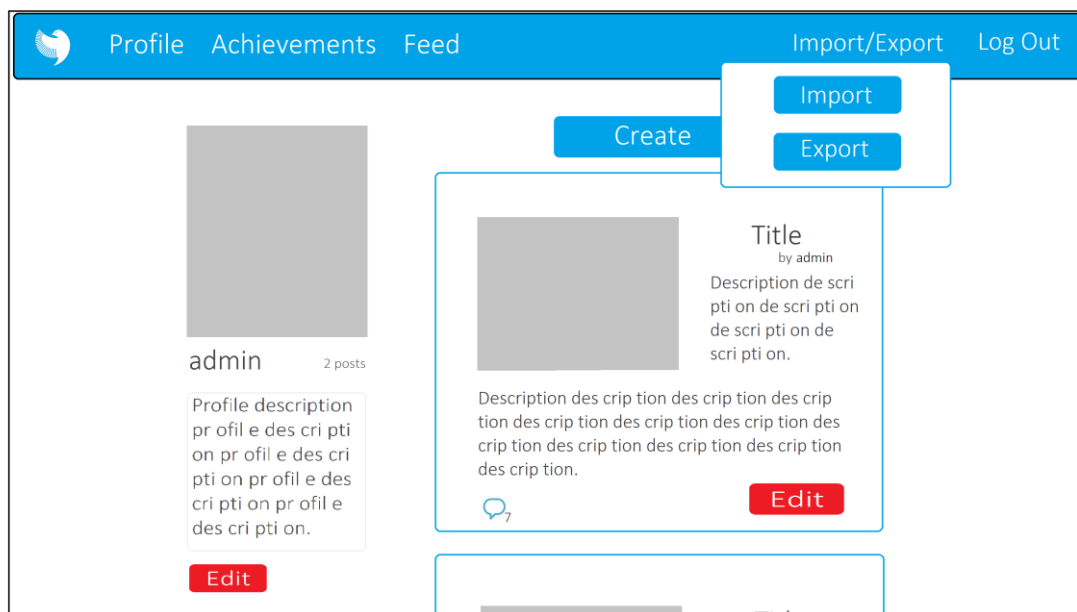 Profile Achievements Feed Import/Export Log Out
Import
Export
Create
admin 2 posts
Profile description
pr ofil e des cri pti
on pr ofil e des cri
pti on pr ofil e des
cri pti on pr ofil e
des cri pti on.
Edit
Title
by admin
Description de scri
pti on de scri pti on
de scri pti on de
scri pti on.
Description des crip tion des crip tion des crip
tion des crip tion des crip tion des crip tion des
crip tion des crip tion des crip tion des crip tion
des crip tion.
7
Edit